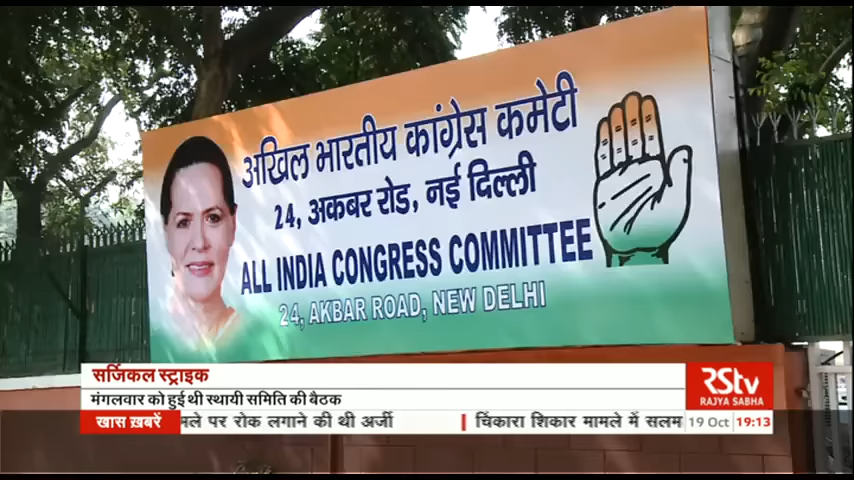 अखिल भारतीय कांग्रेस कमेटी
24, अकबर रोड, नई दिल्ली
ALL INDIA CONGRESS COMMITTEE
24, AKBAR ROAD, NEW DELHI
सर्जिकल स्ट्राइक
मंगलवार को हुई थी स्थायी समिति की बैठक
RStv
RAJYA SABHA
खास ख़बरें मले पर रोक लगाने की थी अर्जी | चिंकारा शिकार मामले में सलम 19 Oct 19:13